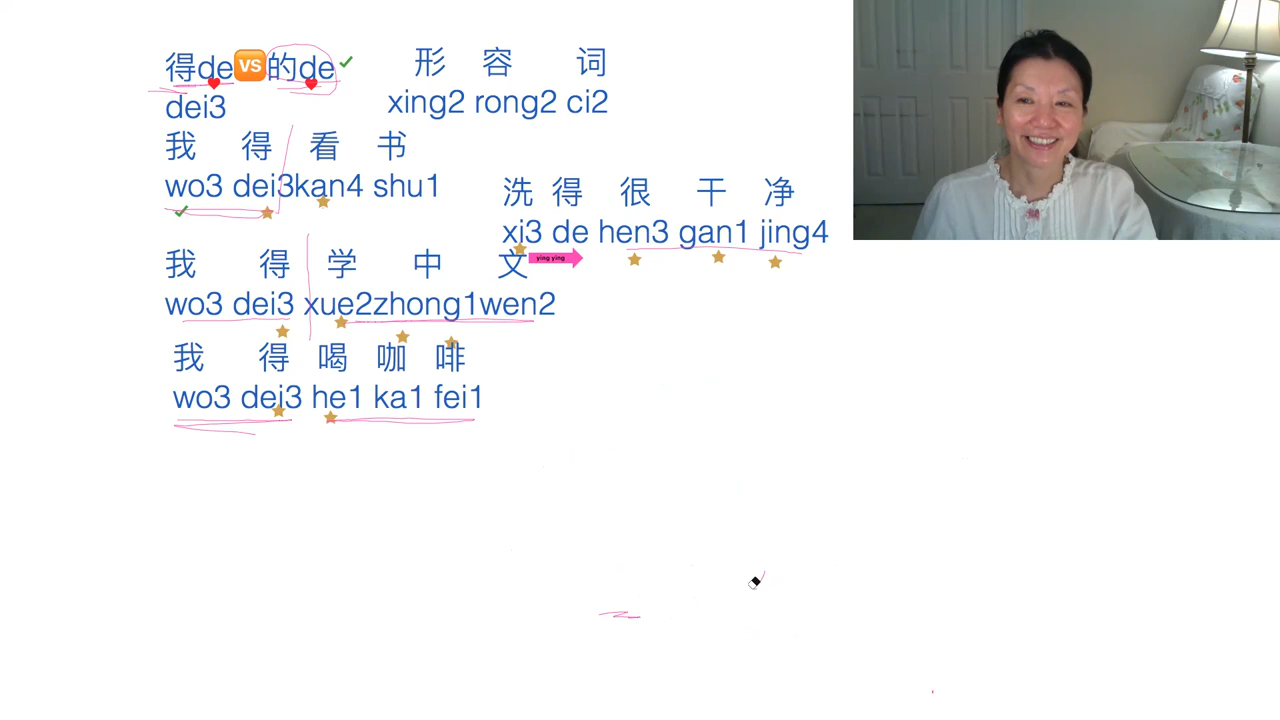 得de VS 的de
dei3
形 容 词
xing2 rong2 ci2
我 得 看 书
wo3 dei3kan4 shu1
洗 得 很 干 净
xi3 de hen3 gan1 jing4
ying ying
我 得 学 中 文
wo3 dei3 xue2zhong1wen2
我 得 喝 咖 啡
wo3 dei3 he1 ka1 fei1